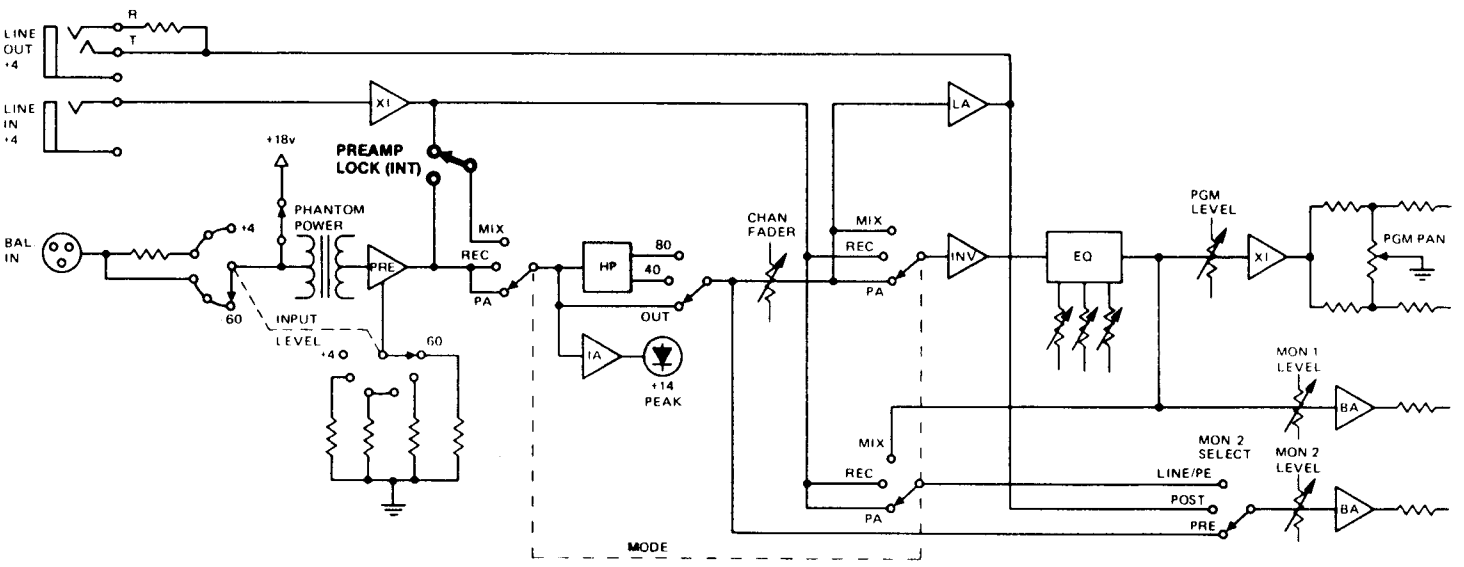 LINE
OUT
+4
R
T
LINE
IN
+4
X1
LA
+18v
PREAMP
LOCK (INT)
PHANTOM
POWER
BAL.
IN
+4
60
PRE
MIX
REC
PA
HP
80
40
OUT
CHAN
FADER
MIX
REC
PA
INV
EQ
PGM
LEVEL
X1
PGM PAN
INPUT
LEVEL
+4
60
IA
+14
PEAK
MON 1
LEVEL
BA
MIX
REC
PA
MON 2
SELECT
LINE/PE
POST
PRE
MON 2
LEVEL
BA
MODE